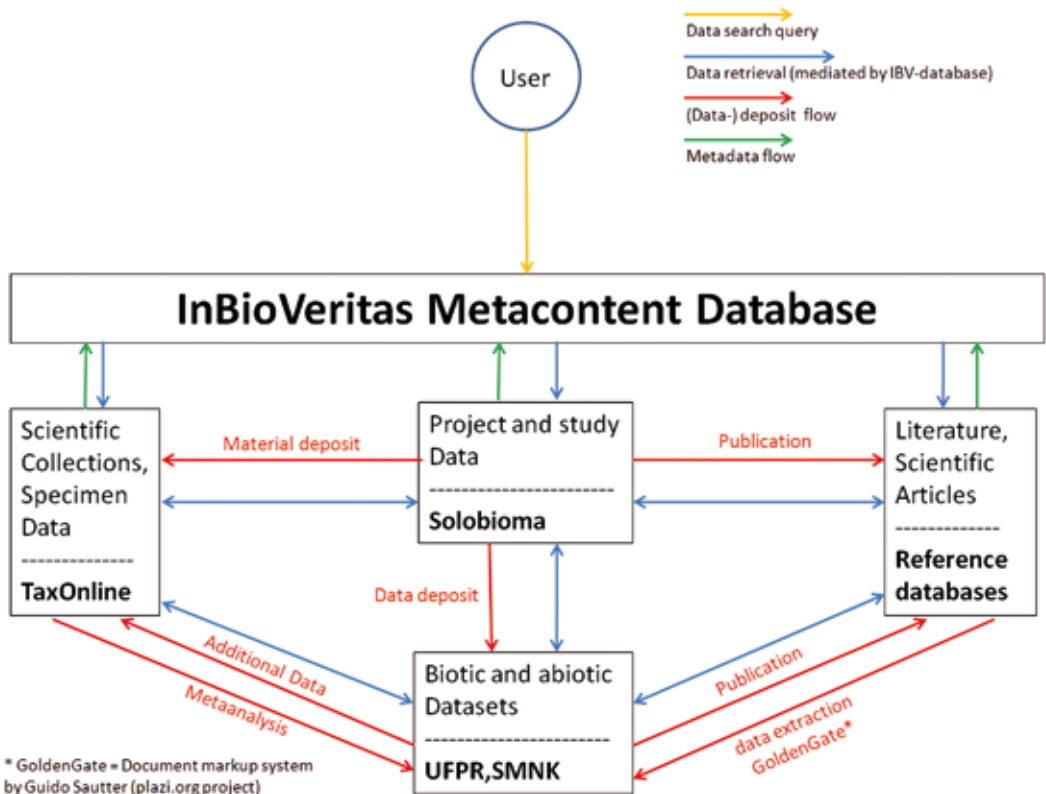 User
Data search query
Data retrieval (mediated by IBV-database)
(Data-) deposit flow
Metadata flow
InBioVeritas Metacontent Database
Scientific
Collections,
Specimen
Data
--------------
TaxOnline
Material deposit
Project and study
Data
-----------------------
Solobioma
Publication
Literature,
Scientific
Articles
-------------
Reference
databases
Data deposit
Additional Data
Metaanalysis
Biotic and abiotic
Datasets
-----------------------
UFPR,SMNK
Publication
data extraction
GoldenGate*
* GoldenGate = Document markup system
by Guido Sautter (plazi.org project)